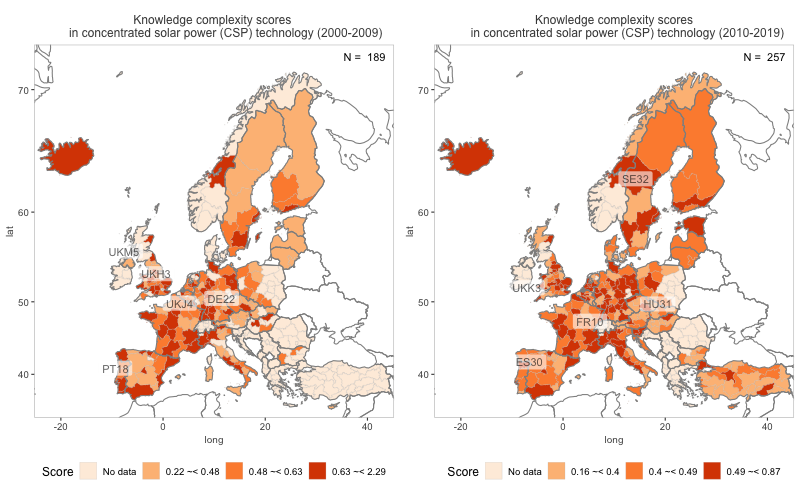 Knowledge complexity scores
in concentrated solar power (CSP) technology (2000-2009)
N = 189
70
60
50
40
lat
UKM5
UKH3
UKJ4
DE22
PT18
-20
0
20
40
long
Score
No data
0.22 ~< 0.48
0.48 ~< 0.63
0.63 ~< 2.29
Knowledge complexity scores
in concentrated solar power (CSP) technology (2010-2019)
N = 257
70
60
50
40
lat
SE32
UKK3
HU31
FR10
ES30
-20
0
20
40
long
Score
No data
0.16 ~< 0.4
0.4 ~< 0.49
0.49 ~< 0.87